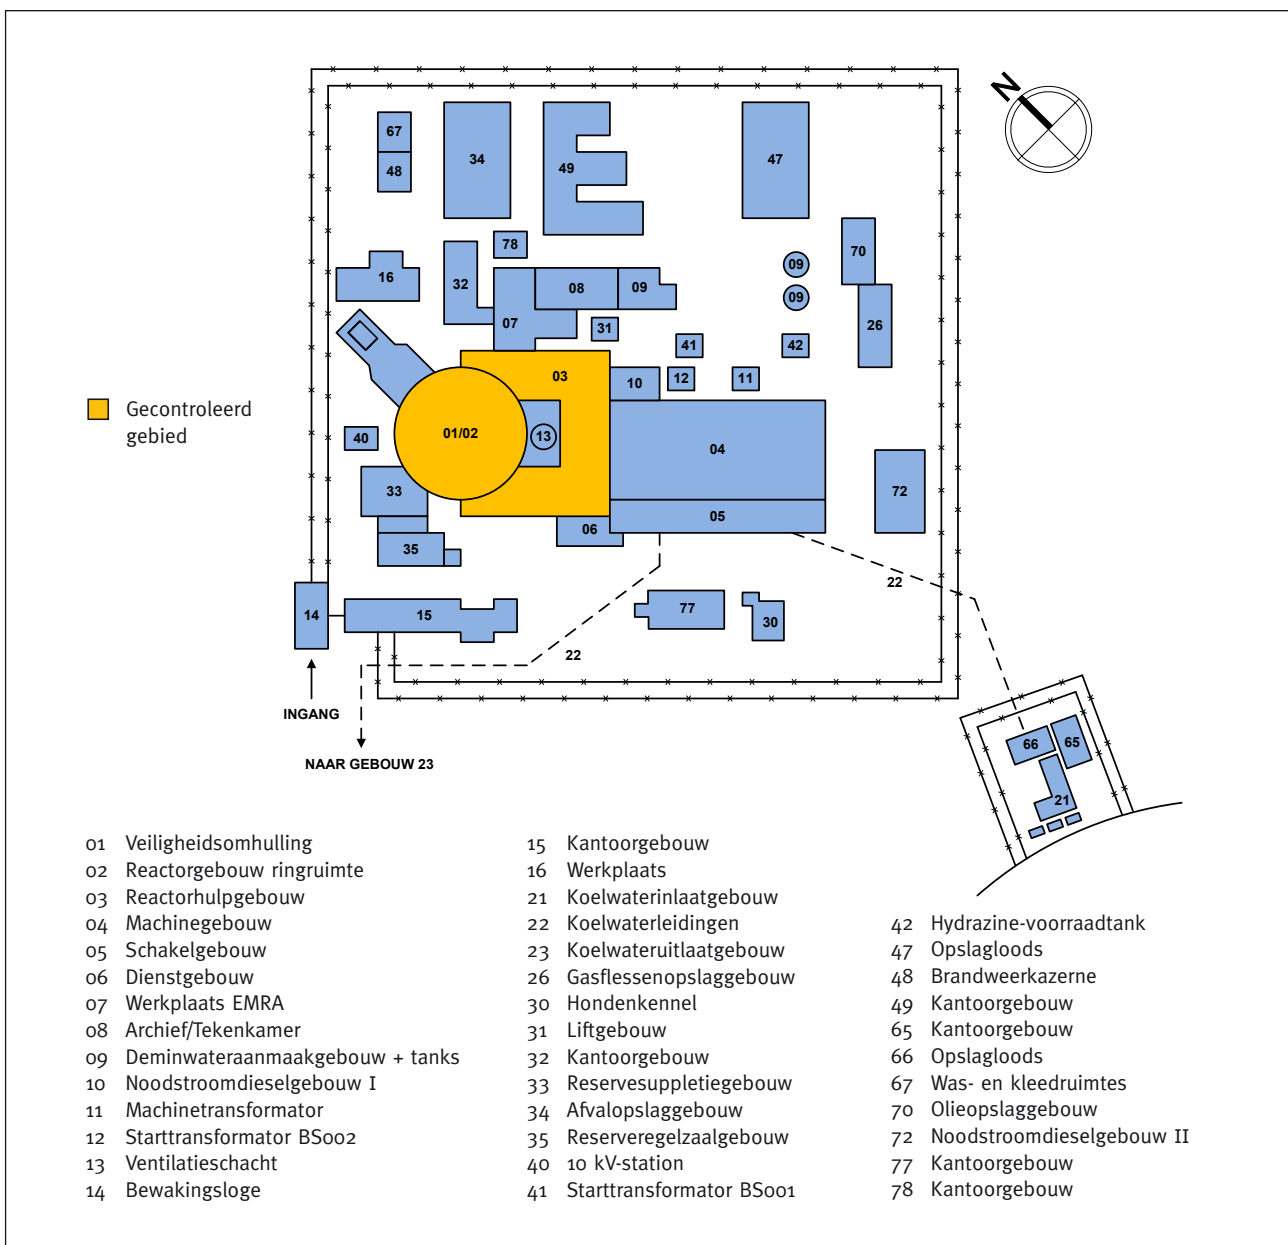 N
67
48
34
49
47
78
70
16
32
08
09
09
09
07
31
26
41
42
03
10
12
11
Gecontroleerd
gebied
40
01/02
13
04
33
72
05
06
35
22
14
15
77
30
22
INGANG
NAAR GEBOUW 23
66
65
21
01 Veiligheidsomhulling
02 Reactorgebouw ringruimte
03 Reactorhulpgebouw
04 Machinegebouw
05 Schakelgebouw
06 Dienstgebouw
07 Werkplaats EMRA
08 Archief/Tekenkamer
09 Deminwateraanmaakgebouw + tanks
10 Noodstroomdieselgebouw I
11 Machinetransformator
12 Starttransformator BS002
13 Ventilatieschacht
14 Bewakingsloge
15 Kantoorgebouw
16 Werkplaats
21 Koelwaterinlaatgebouw
22 Koelwaterleidingen
23 Koelwateruitlaatgebouw
26 Gasflessenopslaggebouw
30 Hondenkennel
31 Liftgebouw
32 Kantoorgebouw
33 Reservesuppletiegebouw
34 Afvalopslaggebouw
35 Reserveregelzaalgebouw
40 10 kV-station
41 Starttransformator BS001
42 Hydrazine-voorraadtank
47 Opslagloods
48 Brandweerkazerne
49 Kantoorgebouw
65 Kantoorgebouw
66 Opslagloods
67 Was- en kleedruimtes
70 Olieopslaggebouw
72 Noodstroomdieselgebouw II
77 Kantoorgebouw
78 Kantoorgebouw